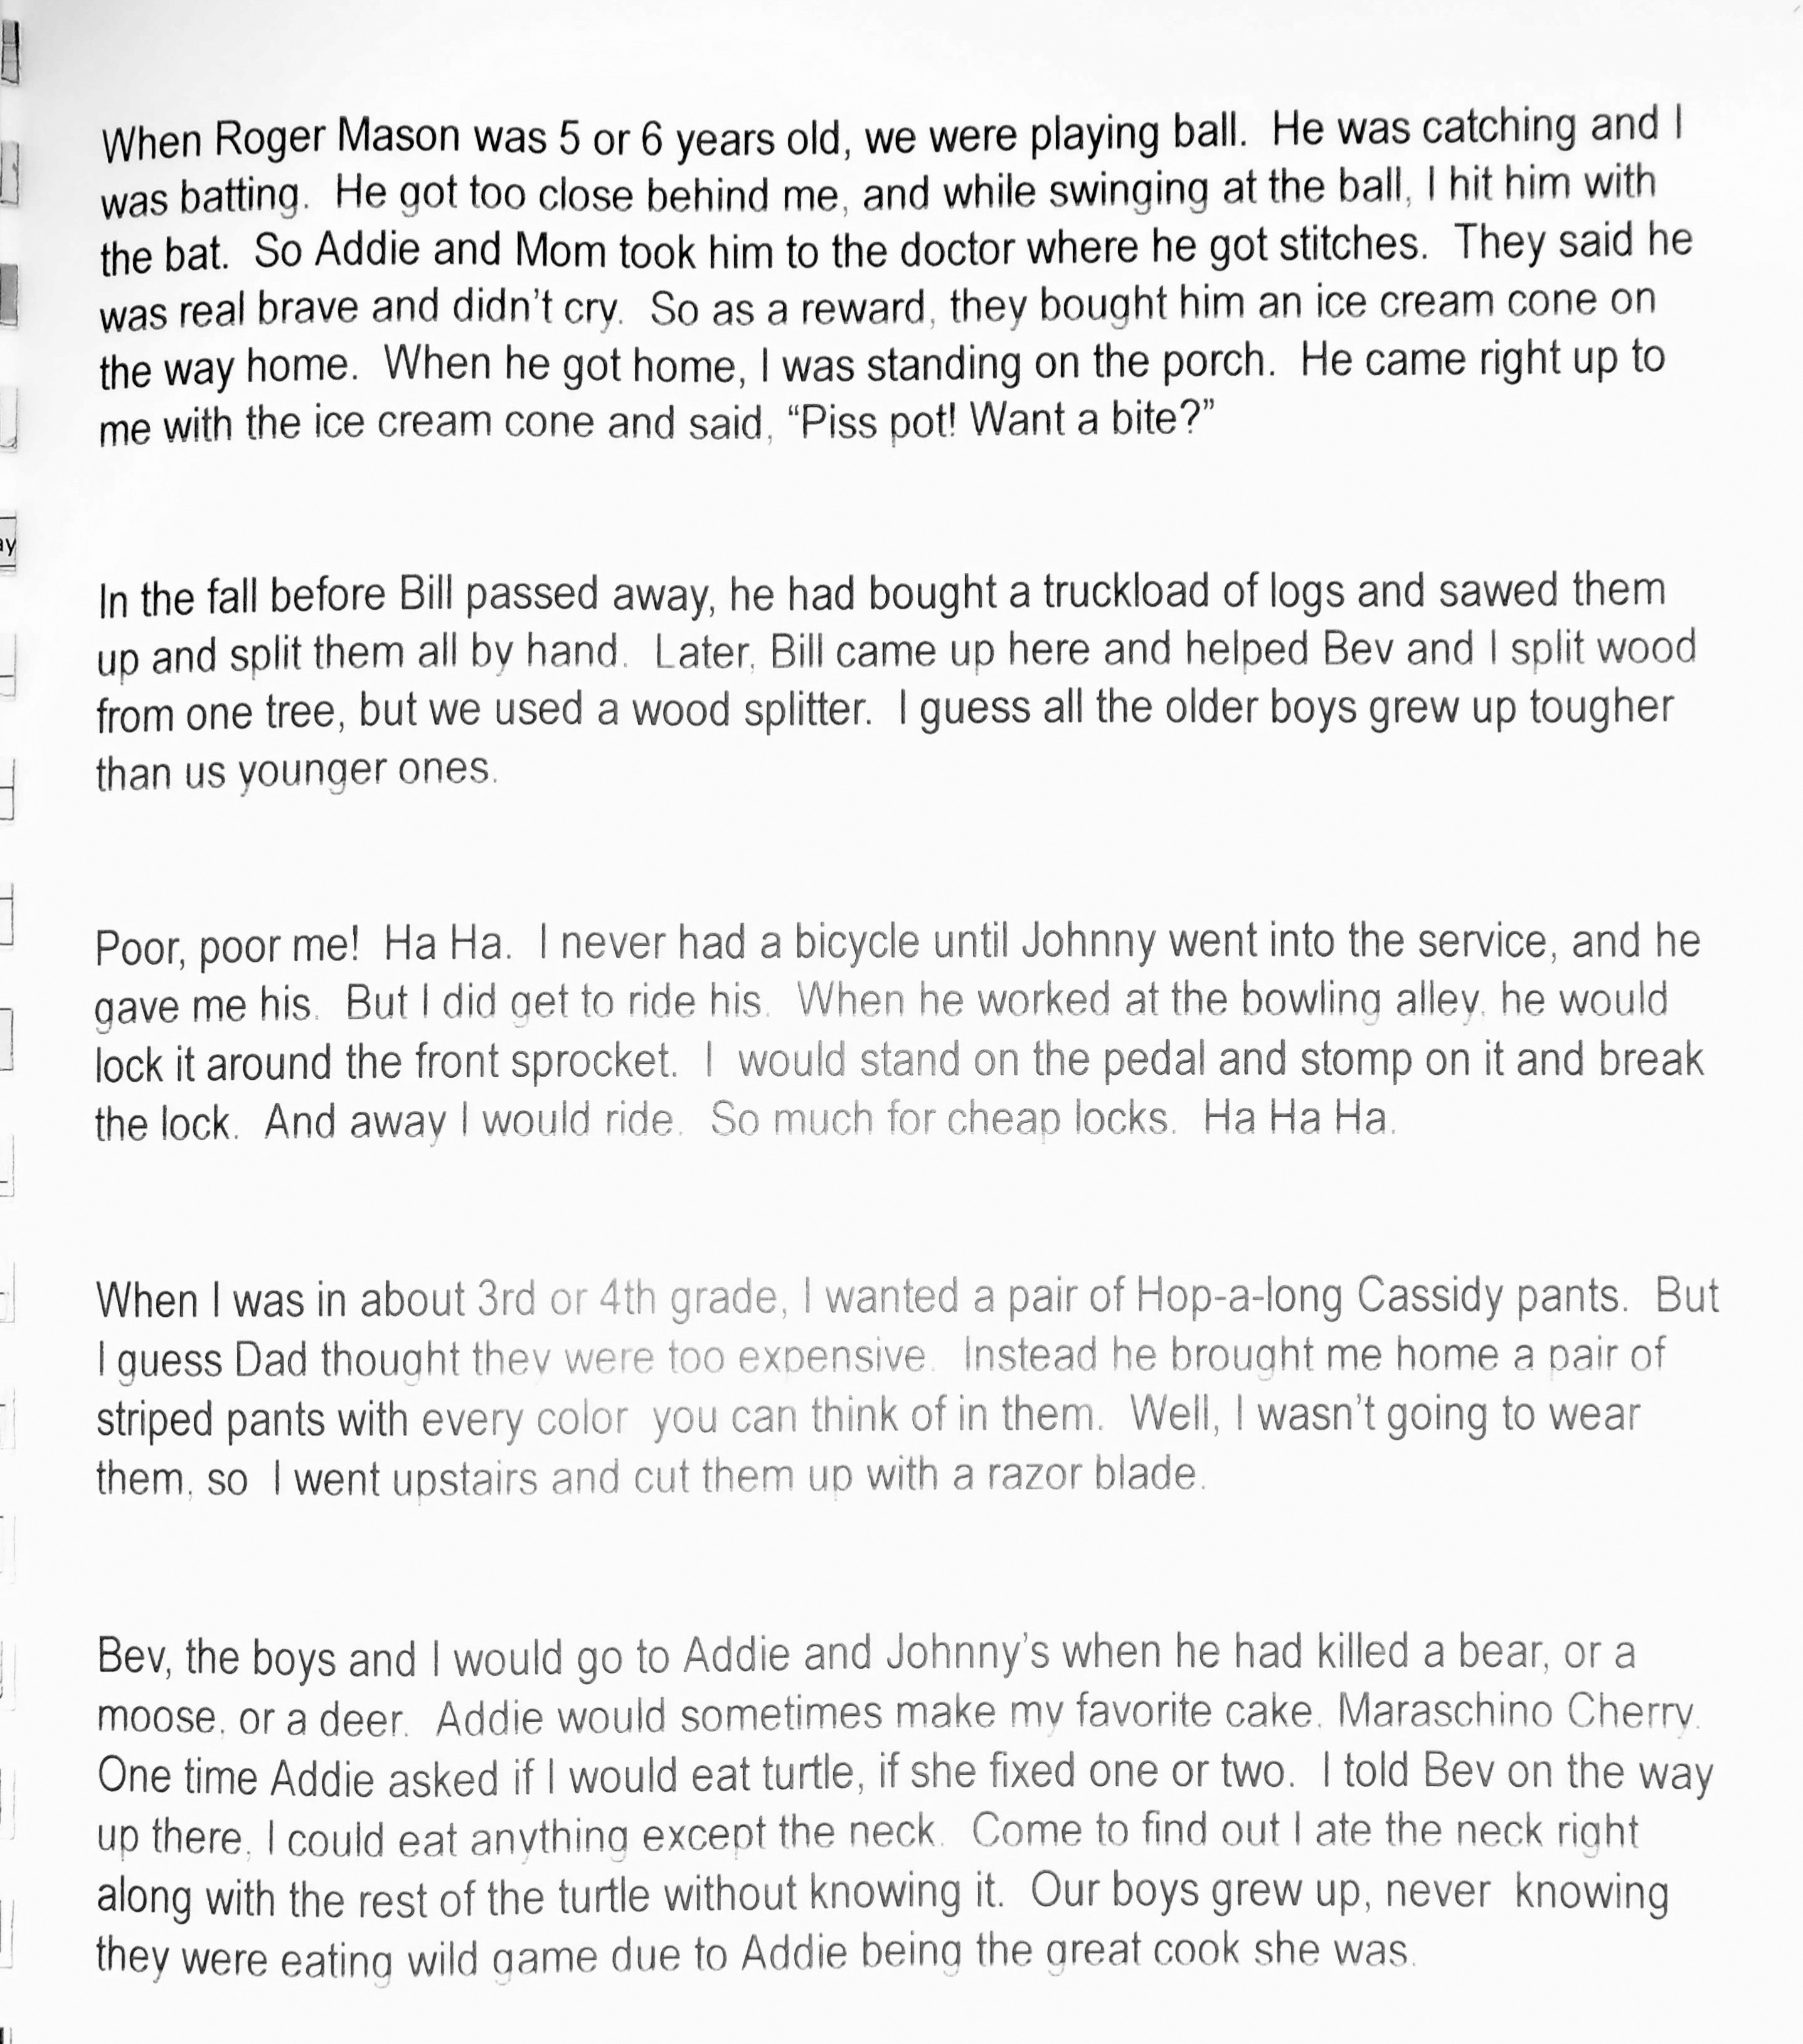 When Roger Mason was 5 or 6 years old, we were playing ball.  He was catching and I
was batting.  He got too close behind me, and while swinging at the ball, I hit him with
the bat.  So Addie and Mom took him to the doctor where he got stitches.  They said he
was real brave and didn't cry.  So as a reward, they bought him an ice cream cone on
the way home.  When he got home, I was standing on the porch.  He came right up to
me with the ice cream cone and said, “Piss pot! Want a bite?”
ay
In the fall before Bill passed away, he had bought a truckload of logs and sawed them
up and split them all by hand.  Later, Bill came up here and helped Bev and I split wood
from one tree, but we used a wood splitter.  I guess all the older boys grew up tougher
than us younger ones.
Poor, poor me!  Ha Ha.  I never had a bicycle until Johnny went into the service, and he
gave me his.  But I did get to ride his.  When he worked at the bowling alley, he would
lock it around the front sprocket.  I  would stand on the pedal and stomp on it and break
the lock.  And away I would ride.  So much for cheap locks.  Ha Ha Ha.
When I was in about 3rd or 4th grade, I wanted a pair of Hop-a-long Cassidy pants.  But
I guess Dad thought they were too expensive.  Instead he brought me home a pair of
striped pants with every color  you can think of in them.  Well, I wasn't going to wear
them, so  I went upstairs and cut them up with a razor blade.
Bev, the boys and I would go to Addie and Johnny's when he had killed a bear, or a
moose, or a deer.  Addie would sometimes make my favorite cake, Maraschino Cherry.
One time Addie asked if I would eat turtle, if she fixed one or two.  I told Bev on the way
up there, I could eat anything except the neck.  Come to find out I ate the neck right
along with the rest of the turtle without knowing it.  Our boys grew up, never  knowing
they were eating wild game due to Addie being the great cook she was.